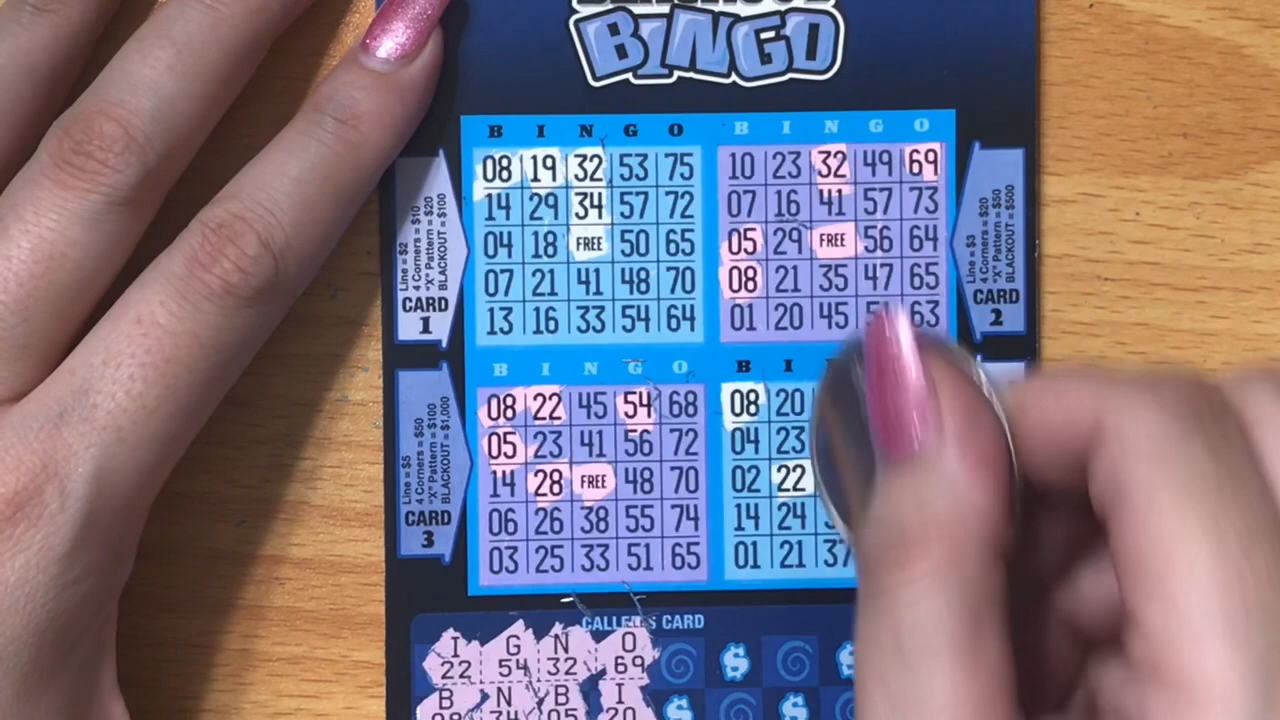 BINGO
B I N G O
08 19 32 53 75
14 29 34 57 72
04 18 FREE 50 65
07 21 41 48 70
13 16 33 54 64
B I N G O
10 23 32 49 69
07 16 41 57 73
05 29 FREE 56 64
08 21 35 47 65
01 20 45 63
Line = $2
4 Corners = $10
"X" Pattern = $20
BLACKOUT = $100
CARD
1
Line = $3
4 Corners = $20
"X" Pattern = $50
BLACKOUT = $500
CARD
2
B I N G O
08 22 45 54 68
05 23 41 56 72
14 28 FREE 48 70
06 26 38 55 74
03 25 33 51 65
B I
08 20
04 23
02 22
14 24
01 21 37
Line = $5
4 Corners = $50
"X" Pattern = $100
BLACKOUT = $1,000
CARD
3
CALLER'S CARD
I G N O
22 54 32 69
B N B I
08 34 05